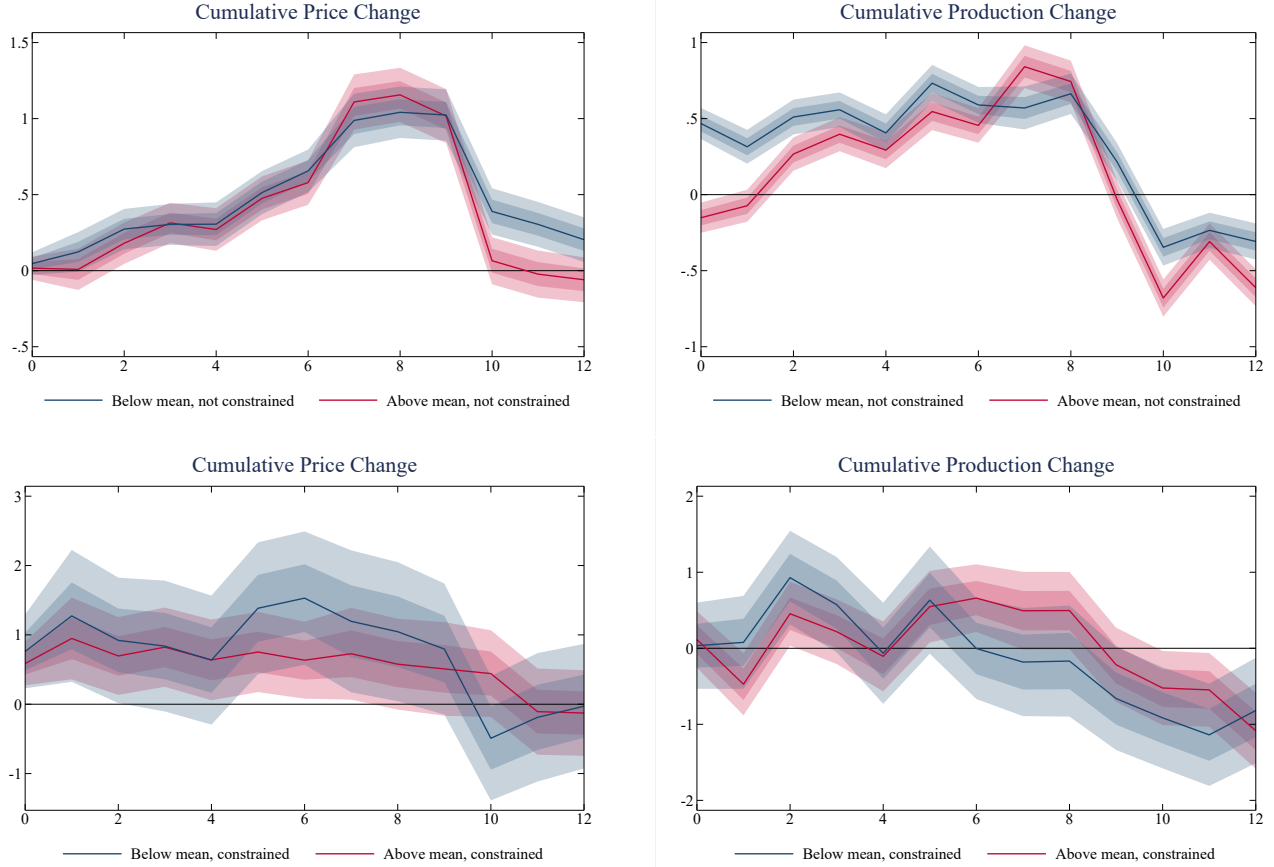 Cumulative Price Change
1.5
1
.5
0
-.5
0 2 4 6 8 10 12
Below mean, not constrained Above mean, not constrained
Cumulative Production Change
1
.5
0
-.5
-1
0 2 4 6 8 10 12
Below mean, not constrained Above mean, not constrained
Cumulative Price Change
3
2
1
0
-1
0 2 4 6 8 10 12
Below mean, constrained Above mean, constrained
Cumulative Production Change
2
1
0
-1
-2
0 2 4 6 8 10 12
Below mean, constrained Above mean, constrained